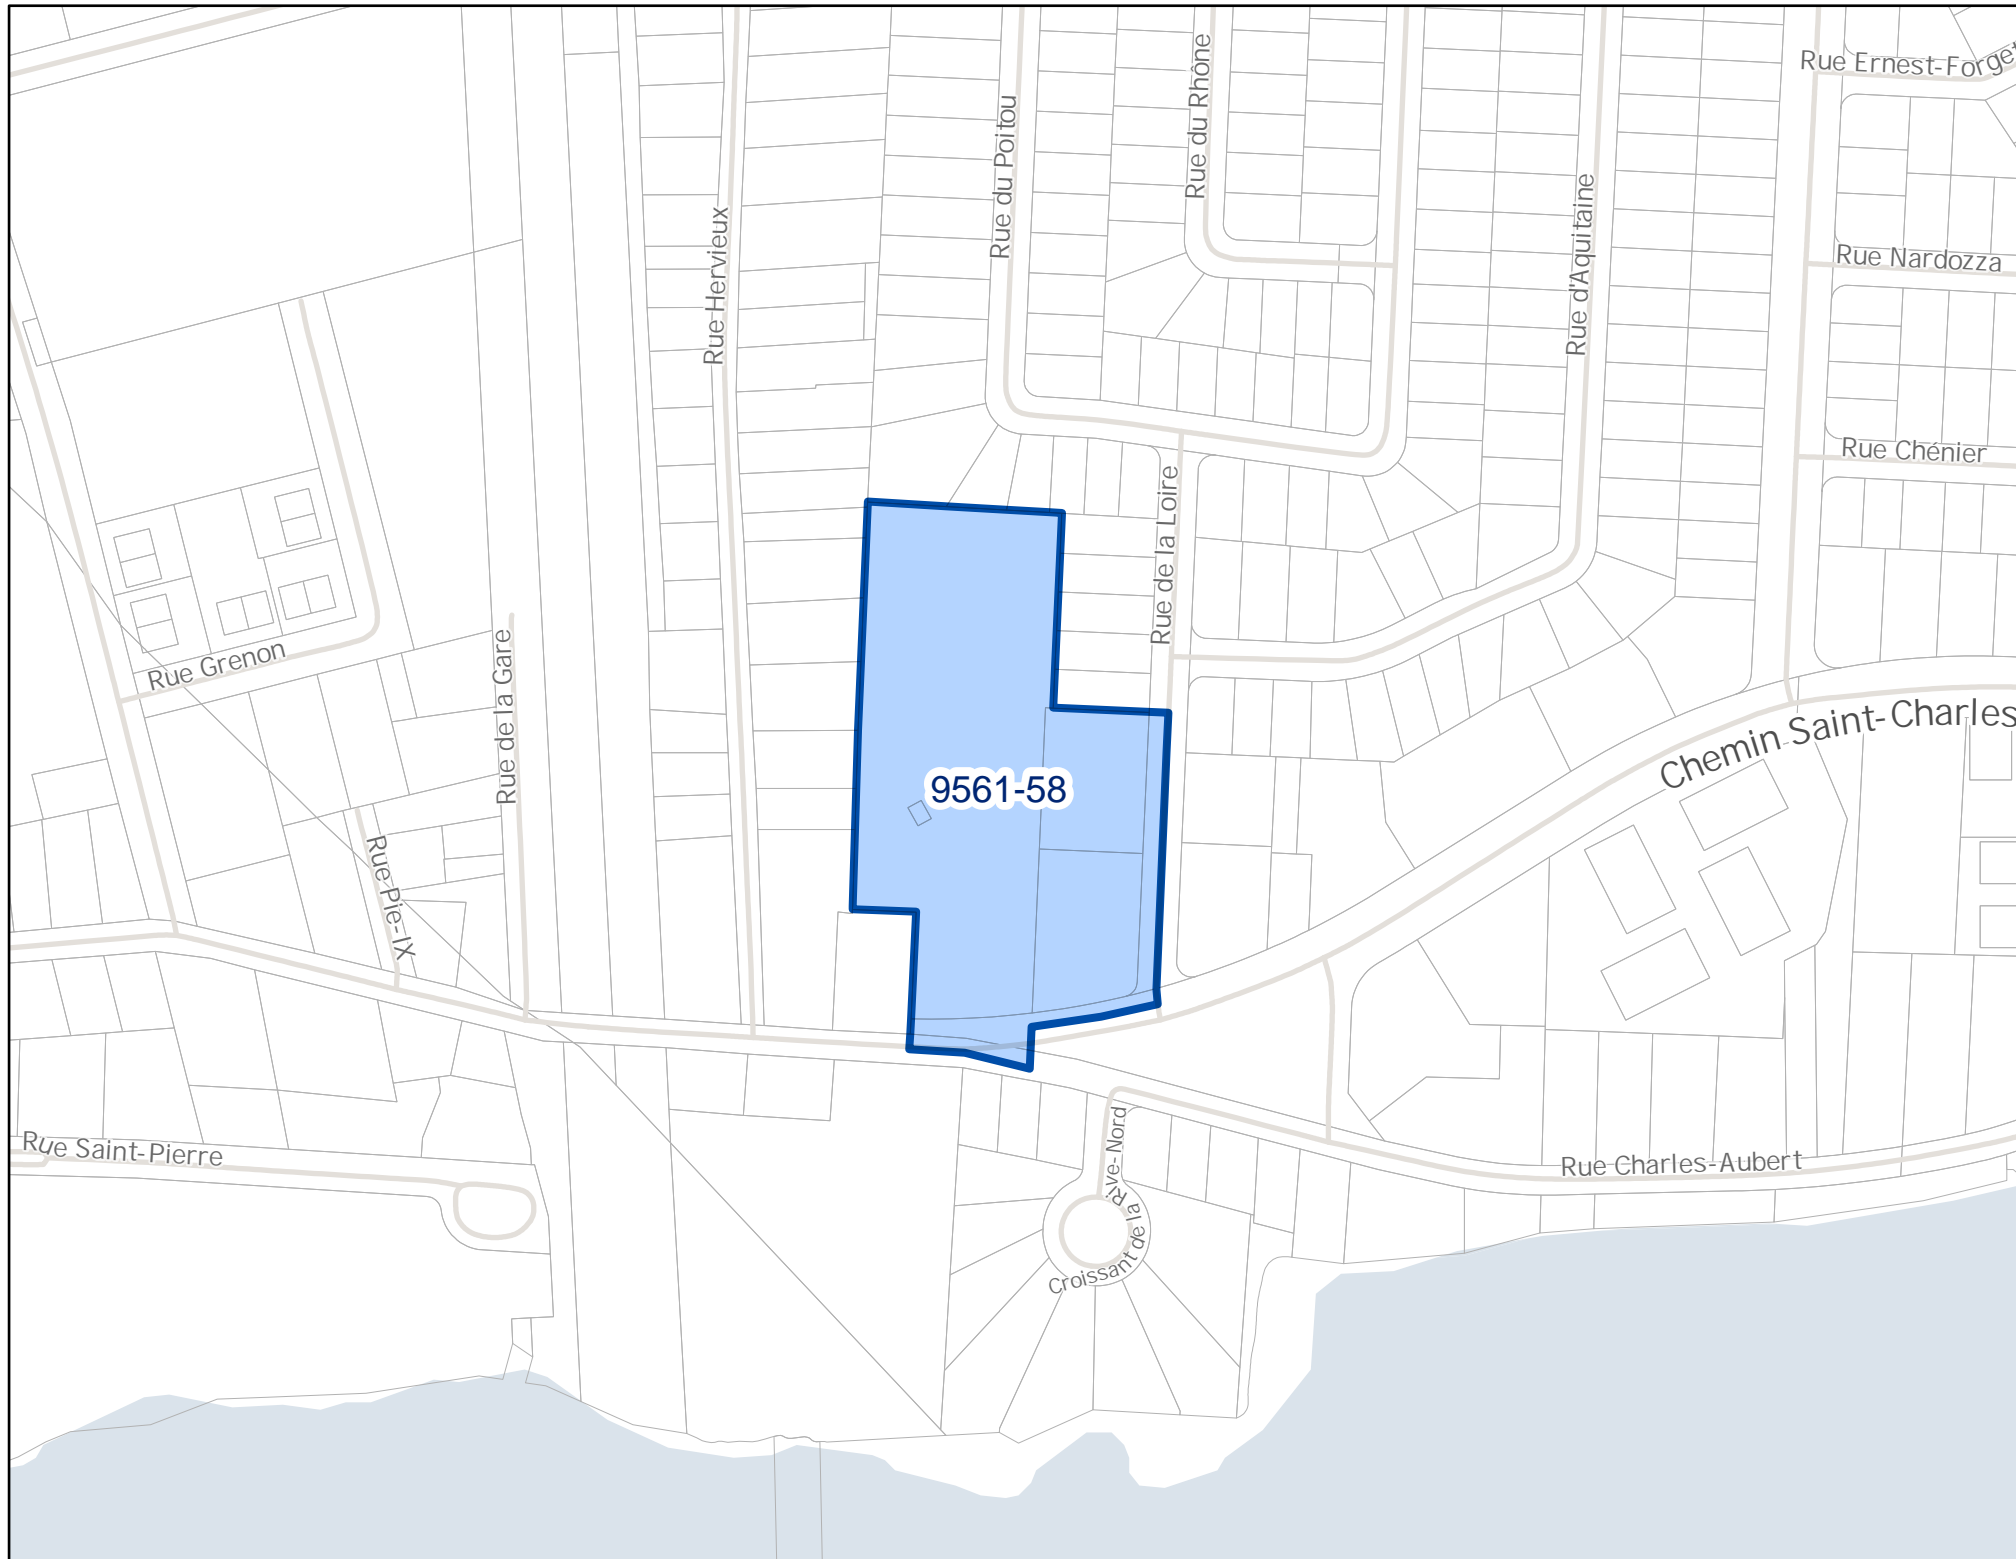 Rue Ernest-Forget
Rue du Rhône
Rue du Poitou
Rue d'Aquitaine
Rue Hervieux
Rue Nardozza
Rue Chénier
Rue de la Loire
Rue Grenon
Rue de la Gare
Chemin Saint-Charles
9561-58
Rue Pie-IX
Rue Saint-Pierre
Croissant de la Rive-Nord
Rue Charles-Aubert